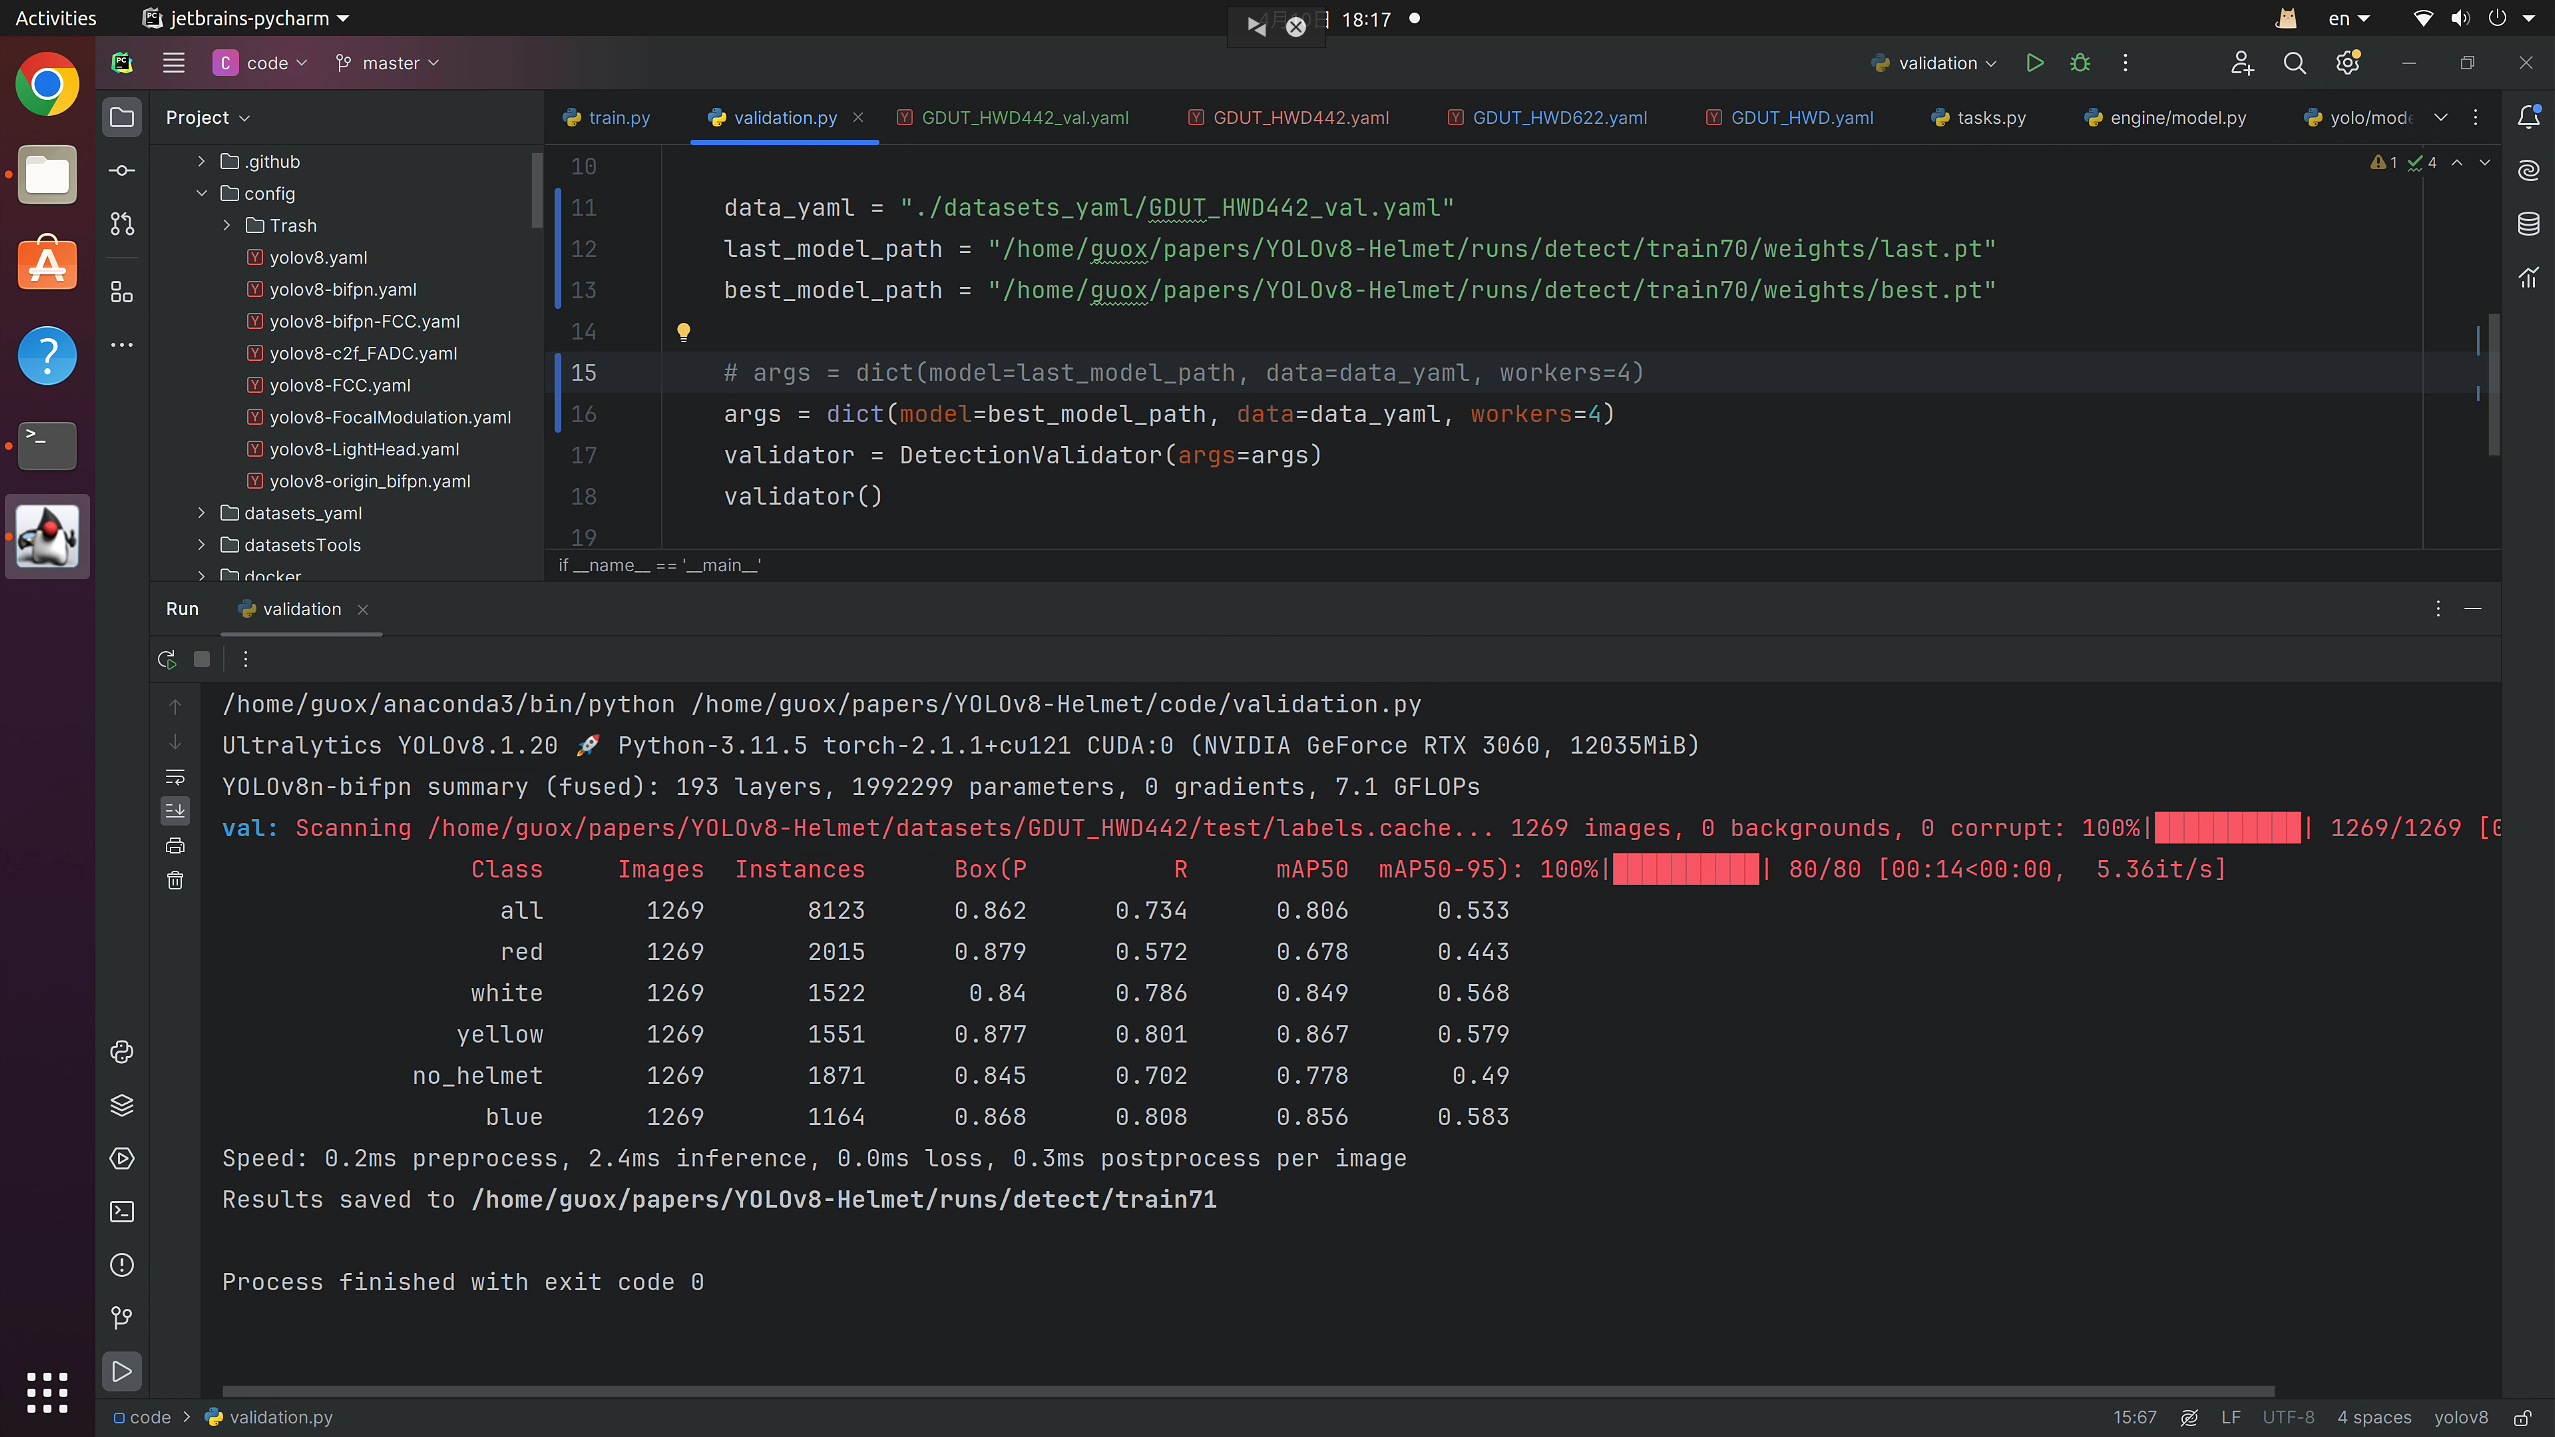 Activities
jetbrains-pycharm
18:17
en
code
master
validation
Project
train.py
validation.py
GDUT_HWD442_val.yaml
GDUT_HWD442.yaml
GDUT_HWD622.yaml
GDUT_HWD.yaml
tasks.py
engine/model.py
.github
config
Trash
yolov8.yaml
yolov8-bifpn.yaml
yolov8-bifpn-FCC.yaml
yolov8-c2f_FADC.yaml
yolov8-FCC.yaml
yolov8-FocalModulation.yaml
yolov8-LightHead.yaml
yolov8-origin_bifpn.yaml
datasets_yaml
datasetsTools
docker
1 4
10
11 data_yaml = "./datasets_yaml/GDUT_HWD442_val.yaml"
12 last_model_path = "/home/guox/papers/YOLOv8-Helmet/runs/detect/train70/weights/last.pt"
13 best_model_path = "/home/guox/papers/YOLOv8-Helmet/runs/detect/train70/weights/best.pt"
14
15 # args = dict(model=last_model_path, data=data_yaml, workers=4)
16 args = dict(model=best_model_path, data=data_yaml, workers=4)
17 validator = DetectionValidator(args=args)
18 validator()
19
if __name__ == '__main__'
Run
validation
/home/guox/anaconda3/bin/python /home/guox/papers/YOLOv8-Helmet/code/validation.py
Ultralytics YOLOv8.1.20 🚀 Python-3.11.5 torch-2.1.1+cu121 CUDA:0 (NVIDIA GeForce RTX 3060, 12035MiB)
YOLOv8n-bifpn summary (fused): 193 layers, 1992299 parameters, 0 gradients, 7.1 GFLOPs
val: Scanning /home/guox/papers/YOLOv8-Helmet/datasets/GDUT_HWD442/test/labels.cache... 1269 images, 0 backgrounds, 0 corrupt: 100%|██████████| 1269/1269 [
Class Images Instances Box(P R mAP50 mAP50-95): 100%|██████████| 80/80 [00:14<00:00, 5.36it/s]
all 1269 8123 0.862 0.734 0.806 0.533
red 1269 2015 0.879 0.572 0.678 0.443
white 1269 1522 0.84 0.786 0.849 0.568
yellow 1269 1551 0.877 0.801 0.867 0.579
no_helmet 1269 1871 0.845 0.702 0.778 0.49
blue 1269 1164 0.868 0.808 0.856 0.583
Speed: 0.2ms preprocess, 2.4ms inference, 0.0ms loss, 0.3ms postprocess per image
Results saved to /home/guox/papers/YOLOv8-Helmet/runs/detect/train71
Process finished with exit code 0
code
validation.py
15:67
LF
UTF-8
4 spaces
yolov8